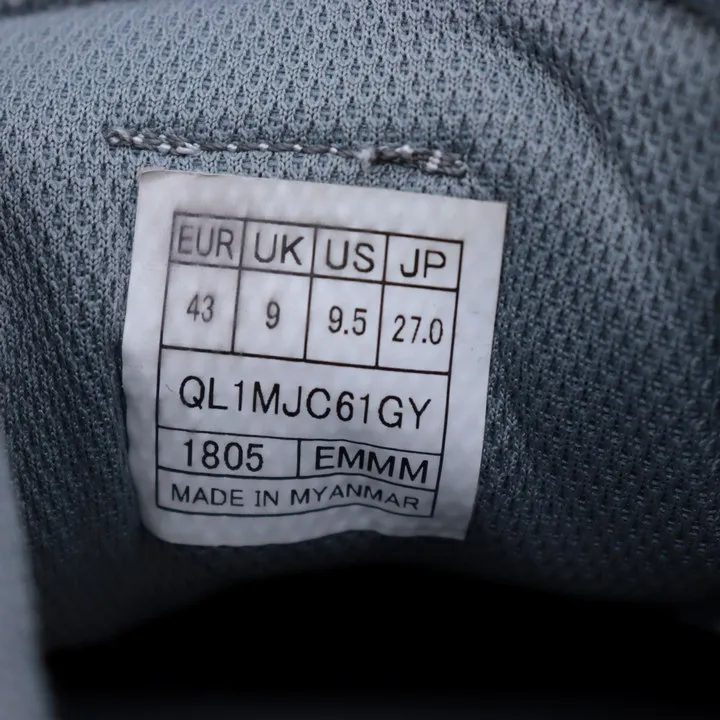 EUR UK US JP
43 9 9.5 27.0
QL1MJC61GY
1805 EMMM
MADE IN MYANMAR